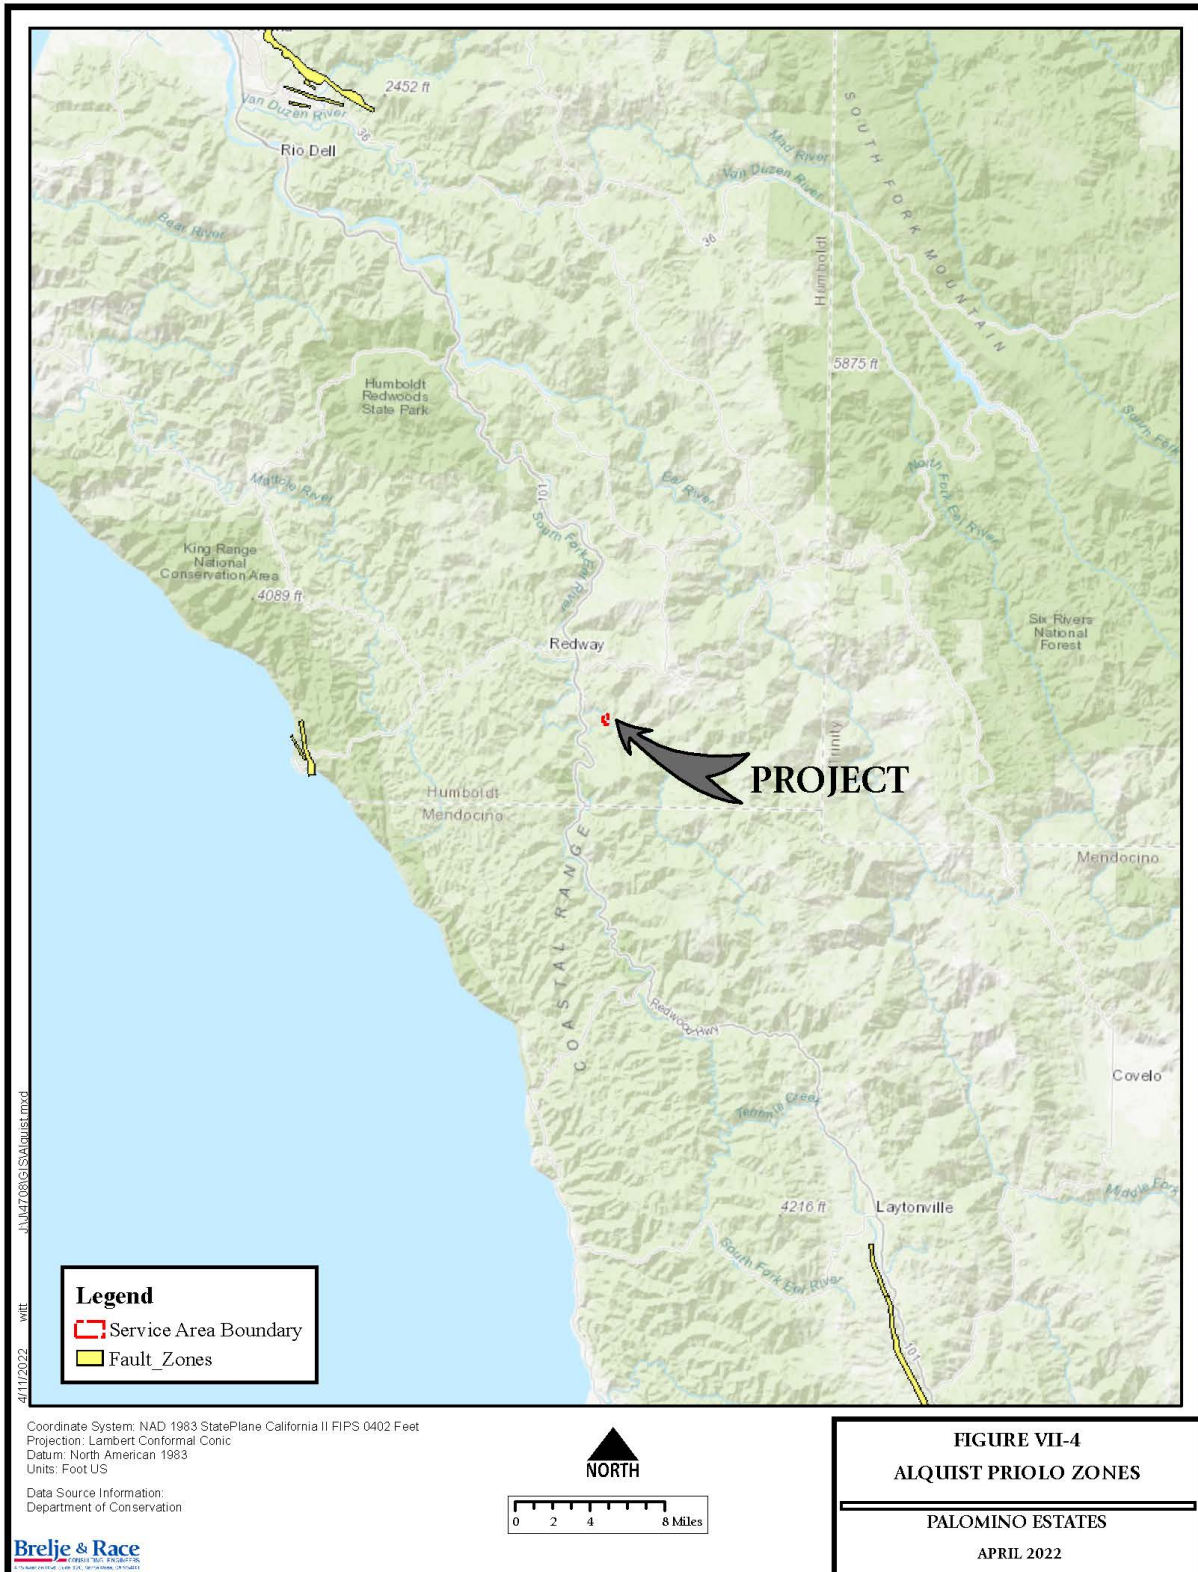 2452 ft
Van Duzen River
36
Rio Dell
Bear River
SOUTH FORK MOUNTAIN
Mad River
Van Duzen River
36
Humboldt
5875 ft
Humboldt
Redwoods
State Park
South Fork
101
Mattole River
Eel River
North Fork Eel River
South Fork Eel River
King Range
National
Conservation Area
4089 ft
Six Rivers
National
Forest
Redway
Trinity
PROJECT
Humboldt
Mendocino
Mendocino
COASTAL RANGE
Redwood Hwy
Covelo
Tenmile Creek
Middle Fork
4216 ft
Laytonville
South Fork Eel River
101
Legend
Service Area Boundary
Fault_Zones
4/11/2022
witt
J:\JN4708\GIS\Alquist.mxd
Coordinate System: NAD 1983 StatePlane California II FIPS 0402 Feet
Projection: Lambert Conformal Conic
Datum: North American 1983
Units: Foot US
Data Source Information:
Department of Conservation
NORTH
0 2 4 8 Miles
FIGURE VII-4
ALQUIST PRIOLO ZONES
PALOMINO ESTATES
APRIL 2022
Brelje & Race
CONSULTING ENGINEERS